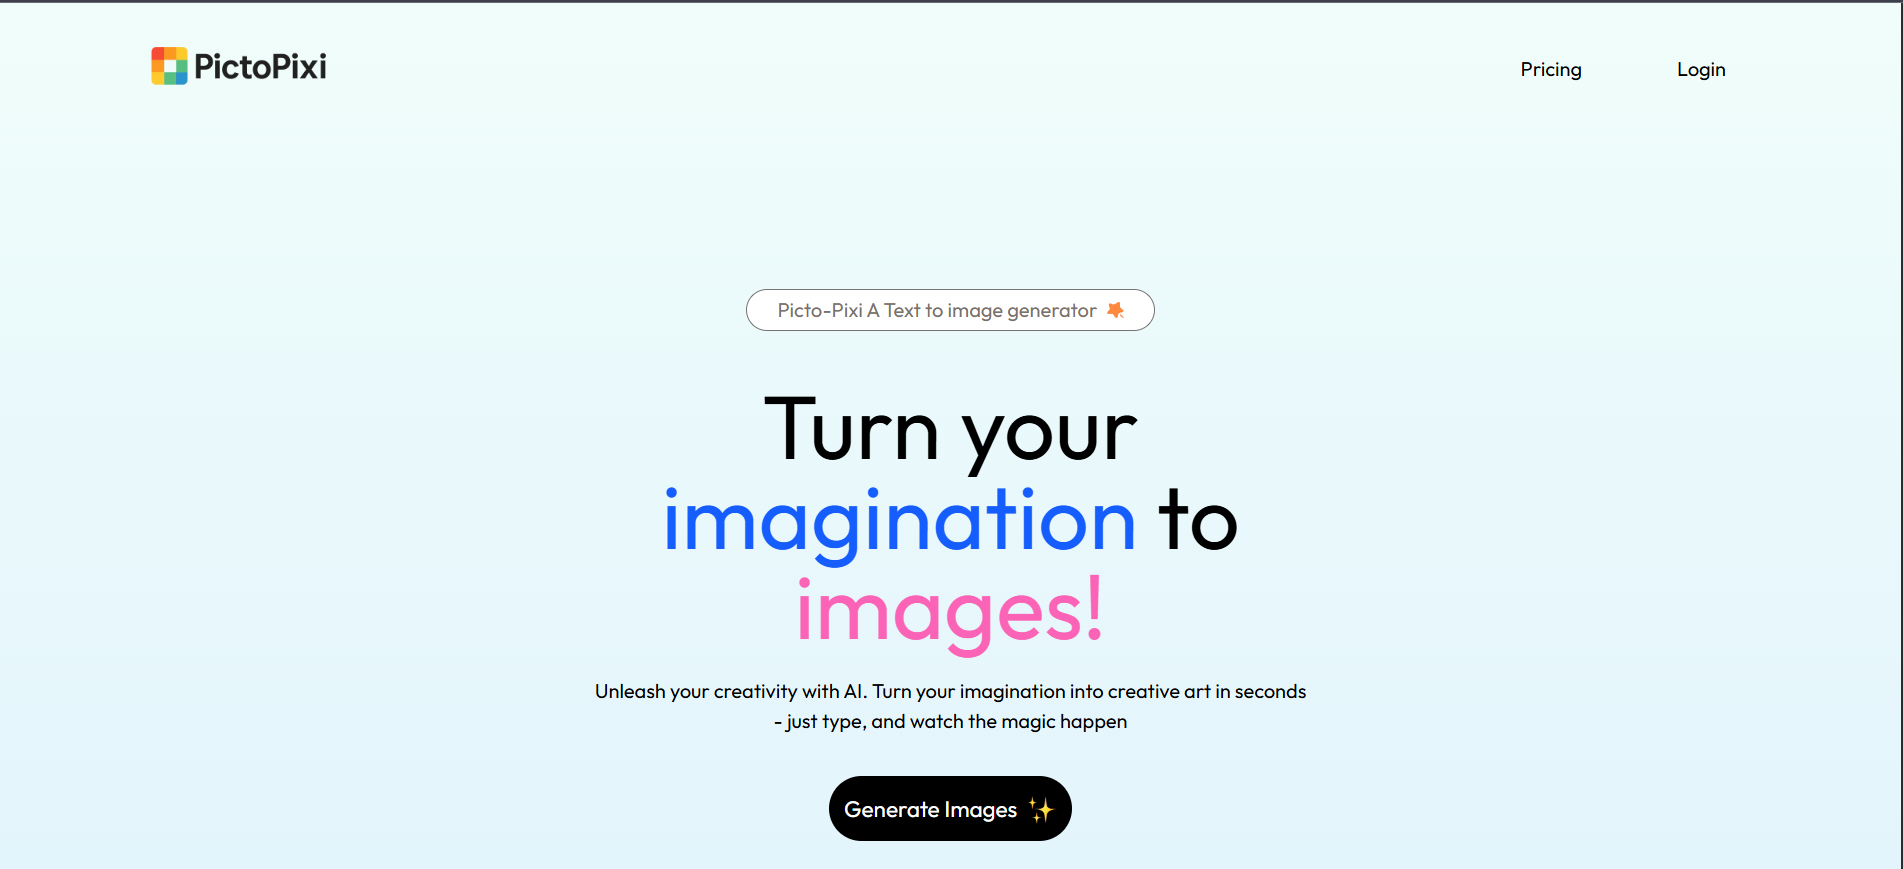 PictoPixi
Pricing
Login
Picto-Pixi A Text to image generator
Turn your
imagination to
images!
Unleash your creativity with AI. Turn your imagination into creative art in seconds
- just type, and watch the magic happen
Generate Images